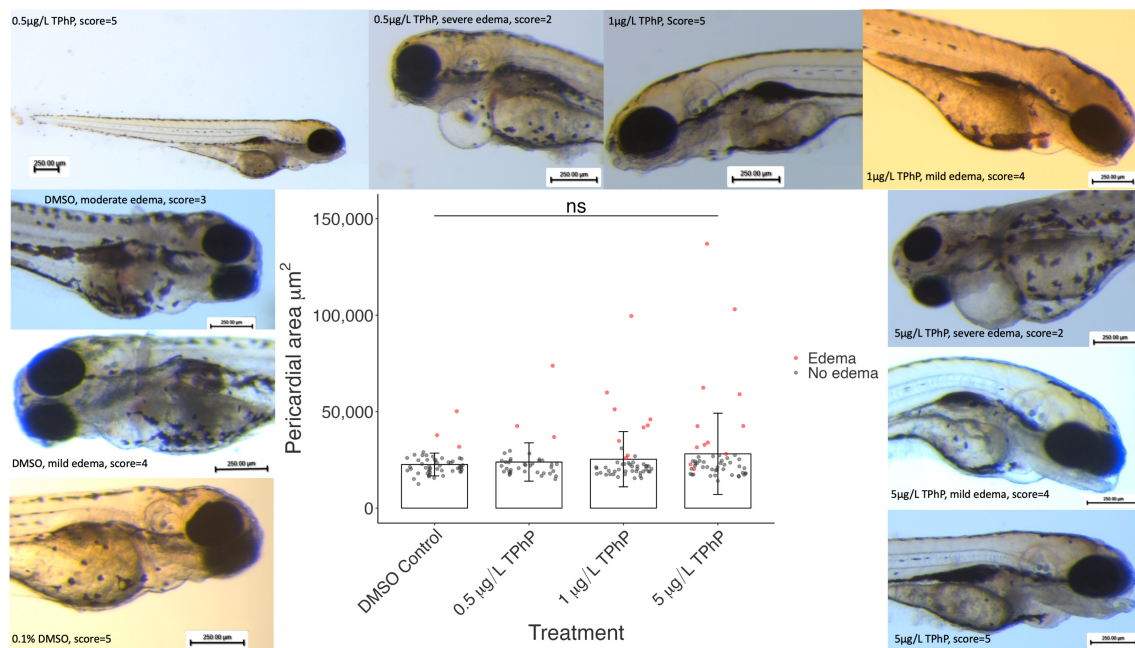 0.5µg/L TPhP, score=5
0.5µg/L TPhP, severe edema, score=2
1µg/L TPhP, Score=5
250.00 µm
250.00 µm
250.00 µm
1µg/L TPhP, mild edema, score=4
250.00 µm
DMSO, moderate edema, score=3
250.00 µm
DMSO, mild edema, score=4
250.00 µm
0.1% DMSO, score=5
250.00 µm
ns
Pericardial area µm²
150,000
100,000
50,000
0
Edema
No edema
DMSO Control
0.5 µg/L TPhP
1 µg/L TPhP
5 µg/L TPhP
Treatment
5µg/L TPhP, severe edema, score=2
250.00 µm
5µg/L TPhP, mild edema, score=4
250.00 µm
5µg/L TPhP, score=5
250.00 µm